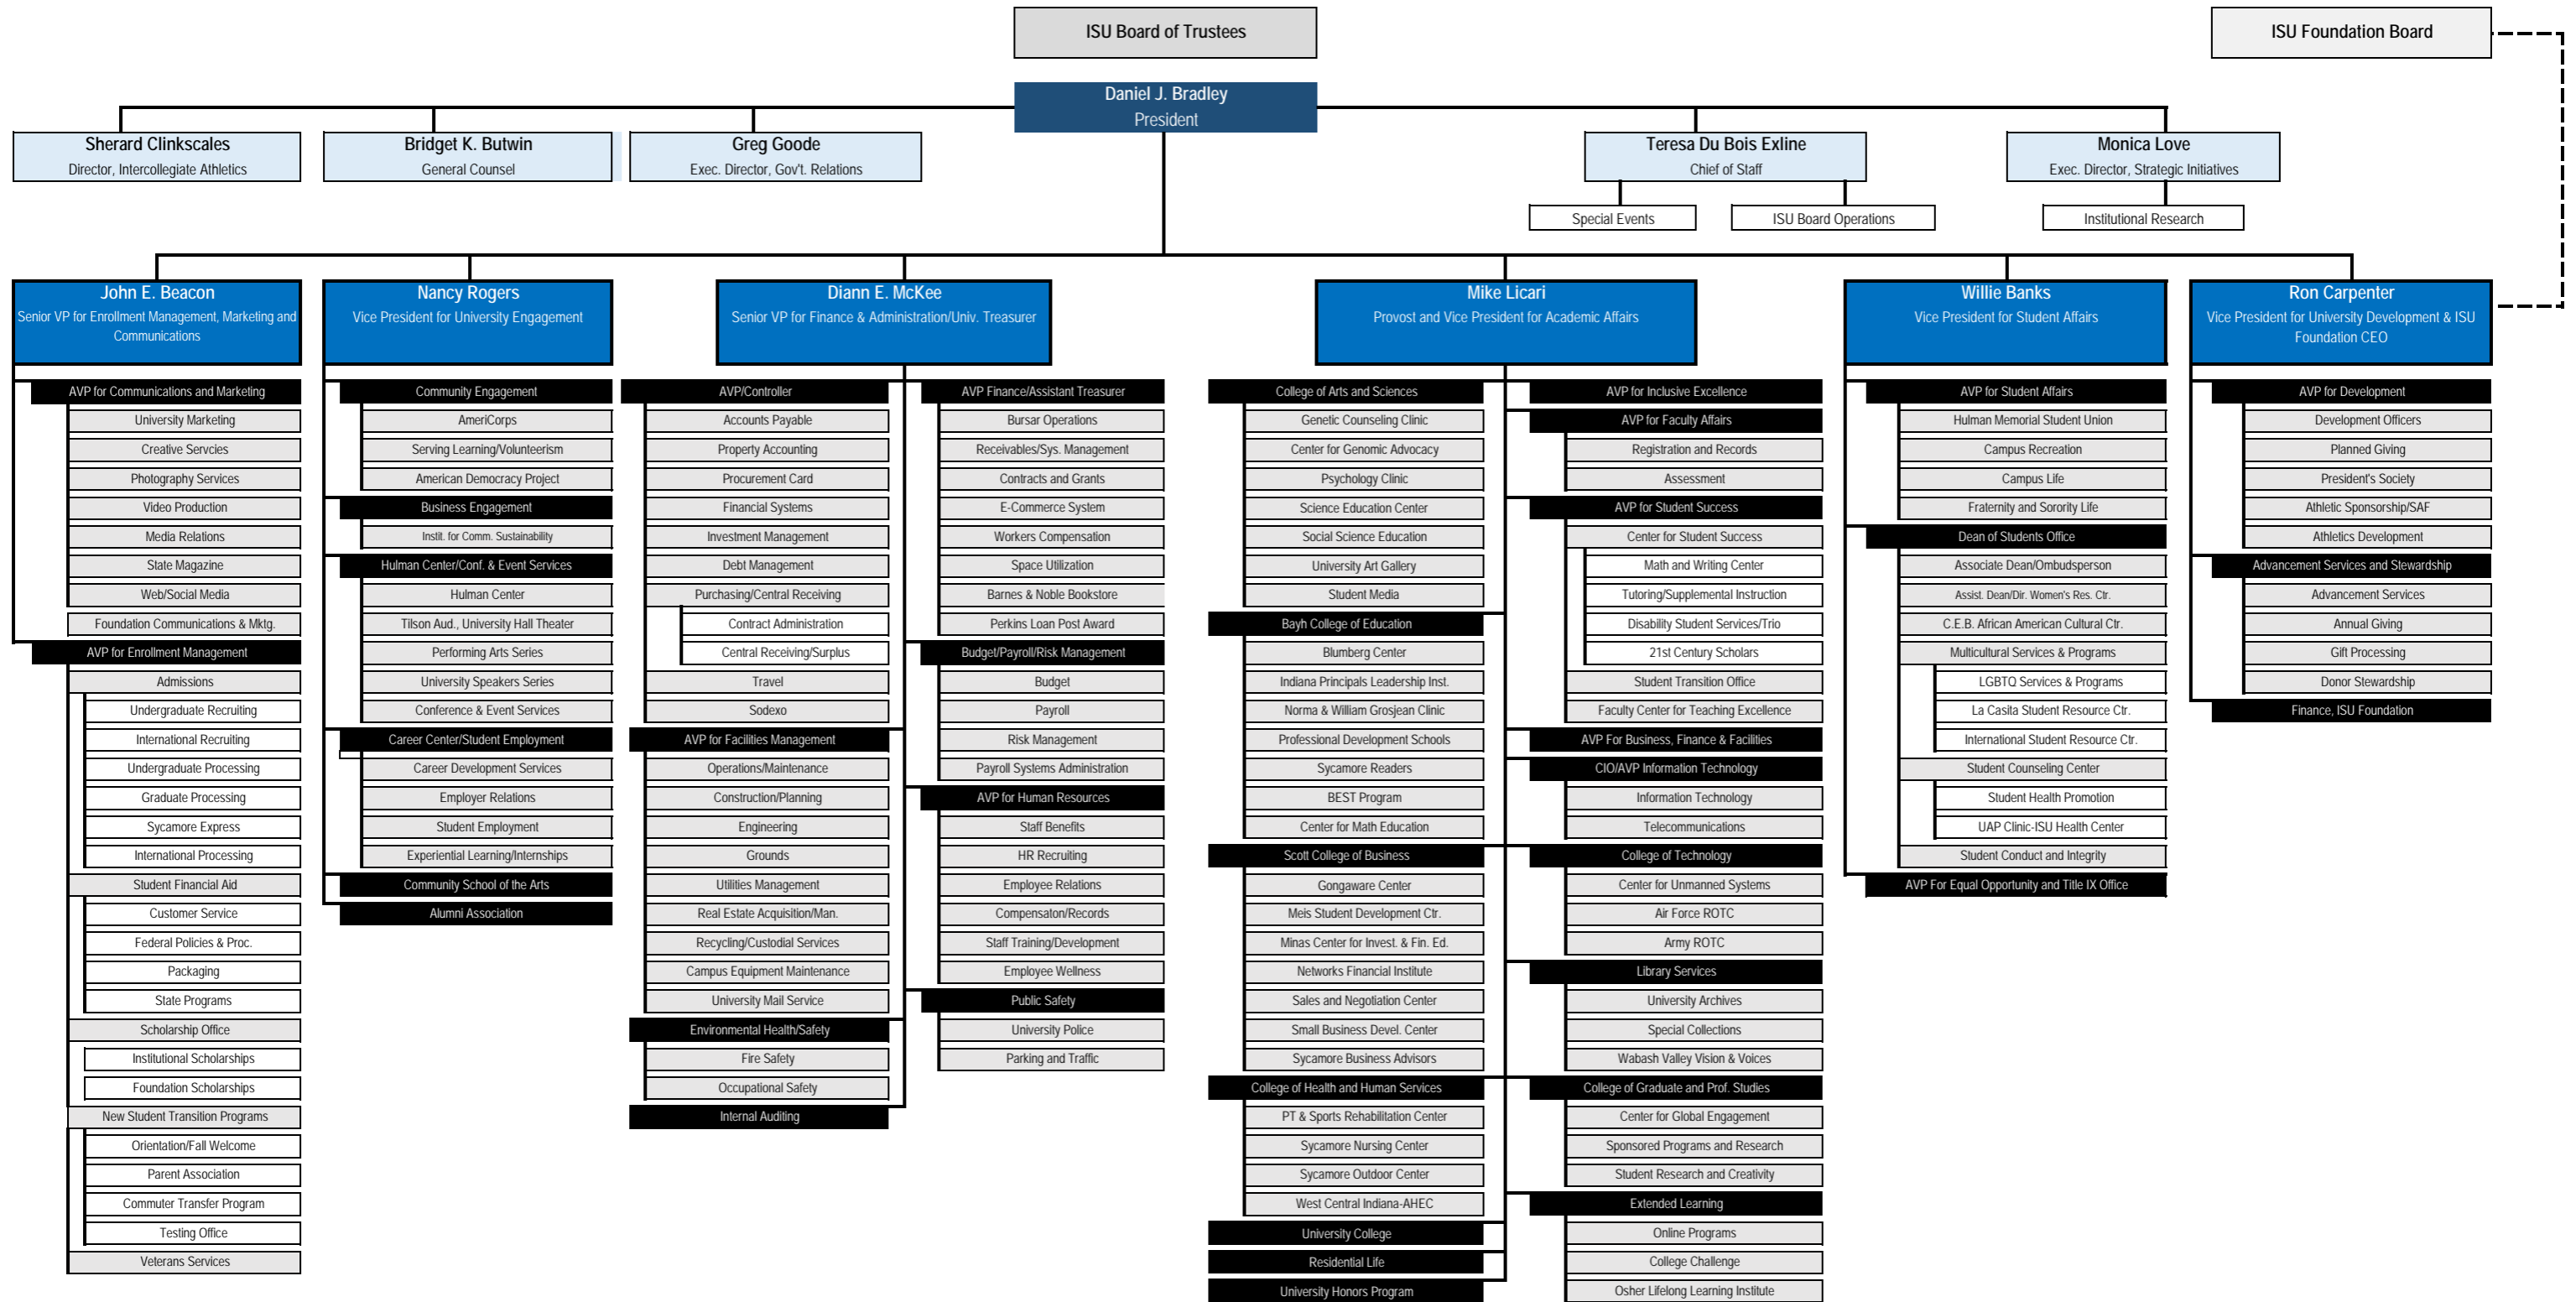 ISU Board of Trustees
ISU Foundation Board
Daniel J. Bradley
President
Sherard Clinkscales
Director, Intercollegiate Athletics
Bridget K. Butwin
General Counsel
Greg Goode
Exec. Director, Gov't. Relations
Teresa Du Bois Exline
Chief of Staff
Monica Love
Exec. Director, Strategic Initiatives
Special Events
ISU Board Operations
Institutional Research
John E. Beacon
Senior VP for Enrollment Management, Marketing and
Communications
AVP for Communications and Marketing
University Marketing
Creative Servcies
Photography Services
Video Production
Media Relations
State Magazine
Web/Social Media
Foundation Communications & Mktg.
AVP for Enrollment Management
Admissions
Undergraduate Recruiting
International Recruiting
Undergraduate Processing
Graduate Processing
Sycamore Express
International Processing
Student Financial Aid
Customer Service
Federal Policies & Proc.
Packaging
State Programs
Scholarship Office
Institutional Scholarships
Foundation Scholarships
New Student Transition Programs
Orientation/Fall Welcome
Parent Association
Commuter Transfer Program
Testing Office
Veterans Services
Nancy Rogers
Vice President for University Engagement
Community Engagement
AmeriCorps
Serving Learning/Volunteerism
American Democracy Project
Business Engagement
Instit. for Comm. Sustainability
Hulman Center/Conf. & Event Services
Hulman Center
Tilson Aud., University Hall Theater
Performing Arts Series
University Speakers Series
Conference & Event Services
Career Center/Student Employment
Career Development Services
Employer Relations
Student Employment
Experiential Learning/Internships
Community School of the Arts
Alumni Association
Diann E. McKee
Senior VP for Finance & Administration/Univ. Treasurer
AVP/Controller
Accounts Payable
Property Accounting
Procurement Card
Financial Systems
Investment Management
Debt Management
Purchasing/Central Receiving
Contract Administration
Central Receiving/Surplus
Travel
Sodexo
AVP for Facilities Management
Operations/Maintenance
Construction/Planning
Engineering
Grounds
Utilities Management
Real Estate Acquisition/Man.
Recycling/Custodial Services
Campus Equipment Maintenance
University Mail Service
Environmental Health/Safety
Fire Safety
Occupational Safety
Internal Auditing
AVP Finance/Assistant Treasurer
Bursar Operations
Receivables/Sys. Management
Contracts and Grants
E-Commerce System
Workers Compensation
Space Utilization
Barnes & Noble Bookstore
Perkins Loan Post Award
Budget/Payroll/Risk Management
Budget
Payroll
Risk Management
Payroll Systems Administration
AVP for Human Resources
Staff Benefits
HR Recruiting
Employee Relations
Compensaton/Records
Staff Training/Development
Employee Wellness
Public Safety
University Police
Parking and Traffic
Mike Licari
Provost and Vice President for Academic Affairs
College of Arts and Sciences
Genetic Counseling Clinic
Center for Genomic Advocacy
Psychology Clinic
Science Education Center
Social Science Education
University Art Gallery
Student Media
Bayh College of Education
Blumberg Center
Indiana Principals Leadership Inst.
Norma & William Grosjean Clinic
Professional Development Schools
Sycamore Readers
BEST Program
Center for Math Education
Scott College of Business
Gongaware Center
Meis Student Development Ctr.
Minas Center for Invest. & Fin. Ed.
Networks Financial Institute
Sales and Negotiation Center
Small Business Devel. Center
Sycamore Business Advisors
College of Health and Human Services
PT & Sports Rehabilitation Center
Sycamore Nursing Center
Sycamore Outdoor Center
West Central Indiana-AHEC
University College
Residential Life
University Honors Program
AVP for Inclusive Excellence
AVP for Faculty Affairs
Registration and Records
Assessment
AVP for Student Success
Center for Student Success
Math and Writing Center
Tutoring/Supplemental Instruction
Disability Student Services/Trio
21st Century Scholars
Student Transition Office
Faculty Center for Teaching Excellence
AVP For Business, Finance & Facilities
CIO/AVP Information Technology
Information Technology
Telecommunications
College of Technology
Center for Unmanned Systems
Air Force ROTC
Army ROTC
Library Services
University Archives
Special Collections
Wabash Valley Vision & Voices
College of Graduate and Prof. Studies
Center for Global Engagement
Sponsored Programs and Research
Student Research and Creativity
Extended Learning
Online Programs
College Challenge
Osher Lifelong Learning Institute
Willie Banks
Vice President for Student Affairs
AVP for Student Affairs
Hulman Memorial Student Union
Campus Recreation
Campus Life
Fraternity and Sorority Life
Dean of Students Office
Associate Dean/Ombudsperson
Assist. Dean/Dir. Women's Res. Ctr.
C.E.B. African American Cultural Ctr.
Multicultural Services & Programs
LGBTQ Services & Programs
La Casita Student Resource Ctr.
International Student Resource Ctr.
Student Counseling Center
Student Health Promotion
UAP Clinic-ISU Health Center
Student Conduct and Integrity
AVP For Equal Opportunity and Title IX Office
Ron Carpenter
Vice President for University Development & ISU
Foundation CEO
AVP for Development
Development Officers
Planned Giving
President's Society
Athletic Sponsorship/SAF
Athletics Development
Advancement Services and Stewardship
Advancement Services
Annual Giving
Gift Processing
Donor Stewardship
Finance, ISU Foundation